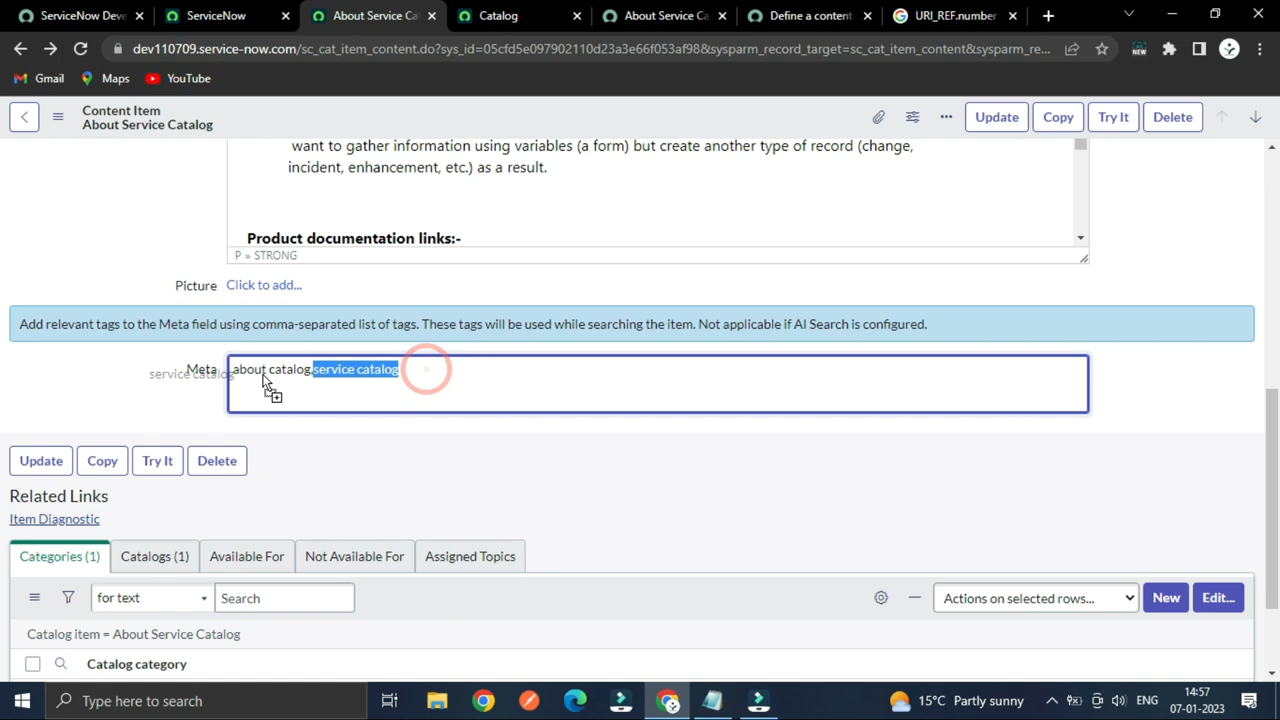 ServiceNow Deve
ServiceNow
About Service Ca
Catalog
About Service Ca
Define a content
URI_REF.number
dev110709.service-now.com/sc_cat_item_content.do?sys_id=05cfd5e097902110d23a3e66f053af98&sysparm_record_target=sc_cat_item_content&sysparm_re...
NEW
Gmail
Maps
YouTube
Content Item
About Service Catalog
Update
Copy
Try It
Delete
want to gather information using variables (a form) but create another type of record (change,
incident, enhancement, etc.) as a result.
Product documentation links:-
P » STRONG
Picture
Click to add...
Add relevant tags to the Meta field using comma-separated list of tags. These tags will be used while searching the item. Not applicable if AI Search is configured.
Meta
about catalog,service catalog
service catalog
Update
Copy
Try It
Delete
Related Links
Item Diagnostic
Categories (1)
Catalogs (1)
Available For
Not Available For
Assigned Topics
for text
Search
Actions on selected rows...
New
Edit...
Catalog item = About Service Catalog
Catalog category
Type here to search
15°C Partly sunny
ENG
14:57
07-01-2023